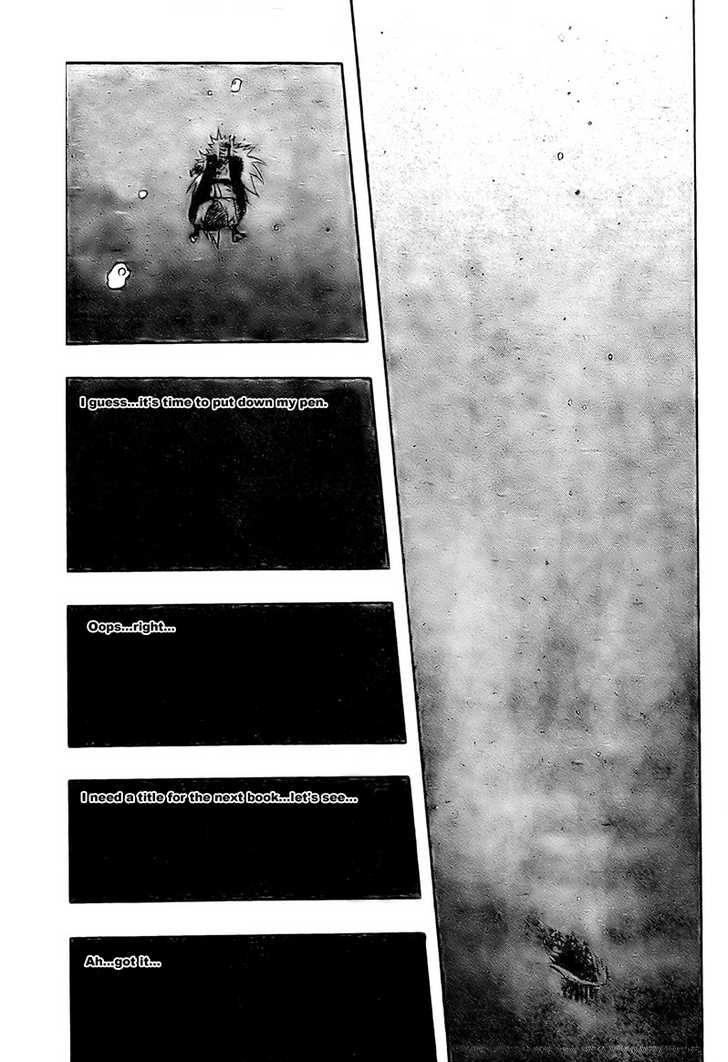 I guess...it's time to put down my pen.
Oops...right...
I need a title for the next book...let's see...
Ah...got it...